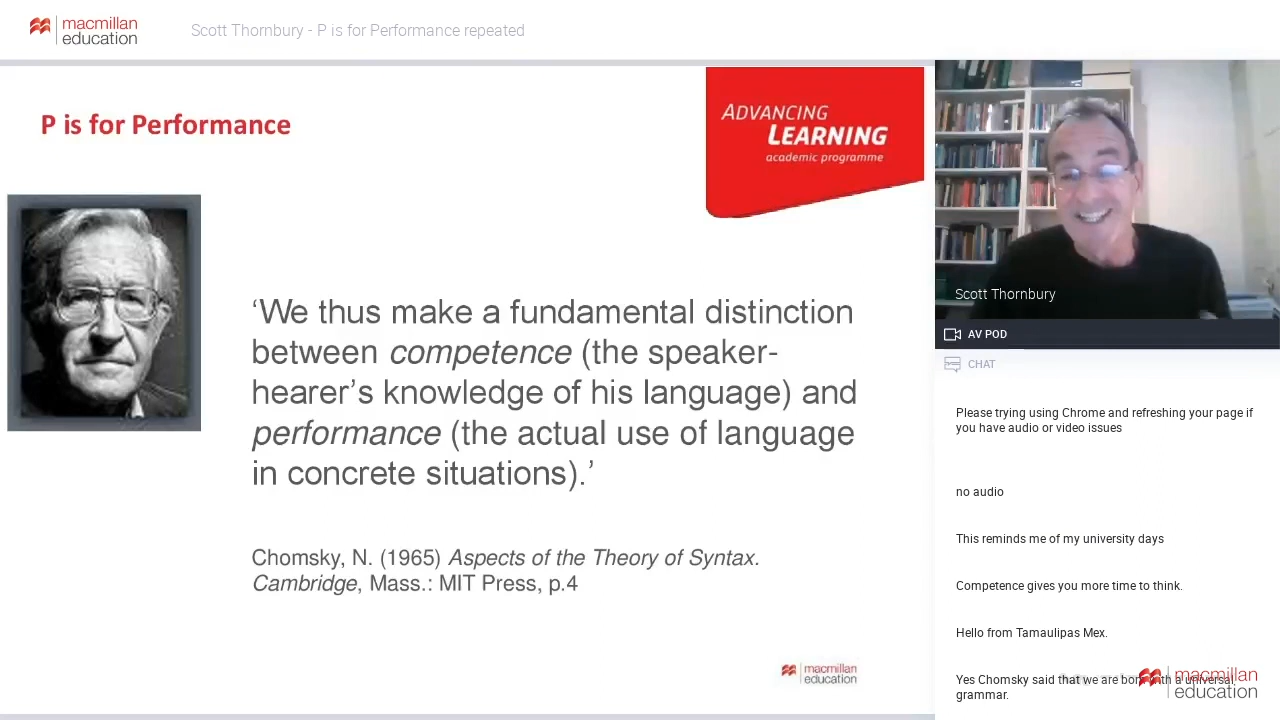 macmillan
education
Scott Thornbury - P is for Performance repeated
P is for Performance
ADVANCING
LEARNING
academic programme
‘We thus make a fundamental distinction
between competence (the speaker-
hearer’s knowledge of his language) and
performance (the actual use of language
in concrete situations).’
Chomsky, N. (1965) Aspects of the Theory of Syntax.
Cambridge, Mass.: MIT Press, p.4
macmillan
education
Scott Thornbury
AV POD
CHAT
Please trying using Chrome and refreshing your page if
you have audio or video issues
no audio
This reminds me of my university days
Competence gives you more time to think.
Hello from Tamaulipas Mex.
Yes Chomsky said that we are born with a universal
grammar.
macmillan
education